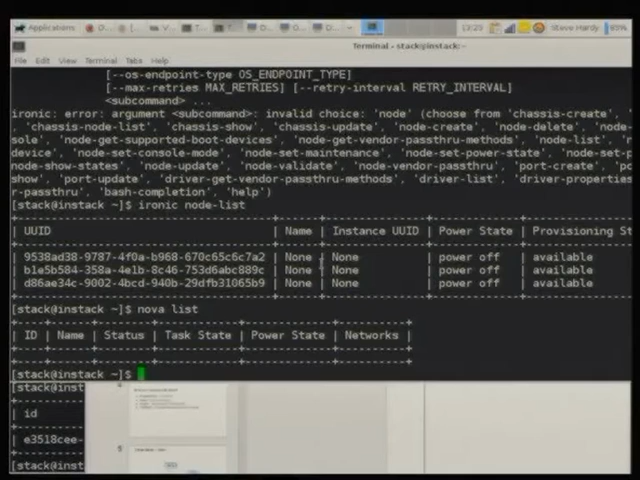 Applications
13:23
Steve Hardy
85%
Terminal - stack@instack:~
File Edit View Terminal Tabs Help
[--os-endpoint-type OS_ENDPOINT_TYPE]
[--max-retries MAX_RETRIES] [--retry-interval RETRY_INTERVAL]
<subcommand> ...
ironic: error: argument <subcommand>: invalid choice: 'node' (choose from 'chassis-create',
, 'chassis-node-list', 'chassis-show', 'chassis-update', 'node-create', 'node-delete',
sole', 'node-get-supported-boot-devices', 'node-get-vendor-passthru-methods', 'node-list',
device', 'node-set-console-mode', 'node-set-maintenance', 'node-set-power-state', 'node-set-p
node-show-states', 'node-update', 'node-validate', 'node-vendor-passthru', 'port-create', 'po
show', 'port-update', 'driver-get-vendor-passthru-methods', 'driver-list', 'driver-properties
r-passthru', 'bash-completion', 'help')
[stack@instack ~]$ ironic node-list
| UUID | Name | Instance UUID | Power State | Provisioning St
| 9538ad38-9787-4f0a-b968-670c65c6c7a2 | None | None | power off | available
| b1e5b584-358a-4e1b-8c46-753d6abc889c | None | None | power off | available
| d86ae34c-9002-4bcd-940b-29dfb31065b9 | None | None | power off | available
[stack@instack ~]$ nova list
| ID | Name | Status | Task State | Power State | Networks |
[stack@instack ~]$
[stack@inst
| id
| e3518cee-
[stack@inst